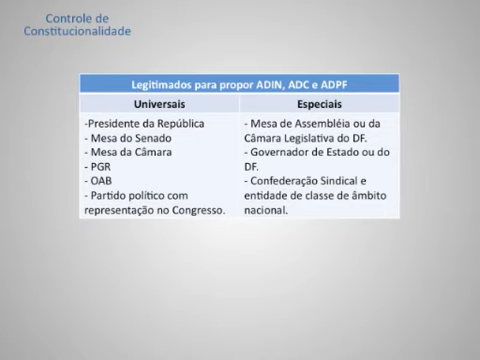 Controle de
Constitucionalidade
Legitimados para propor ADIN, ADC e ADPF
Universais
-Presidente da República
- Mesa do Senado
- Mesa da Câmara
- PGR
- OAB
- Partido político com
representação no Congresso.
Especiais
- Mesa de Assembléia ou da
Câmara Legislativa do DF.
- Governador de Estado ou do
DF.
- Confederação Sindical e
entidade de classe de âmbito
nacional.